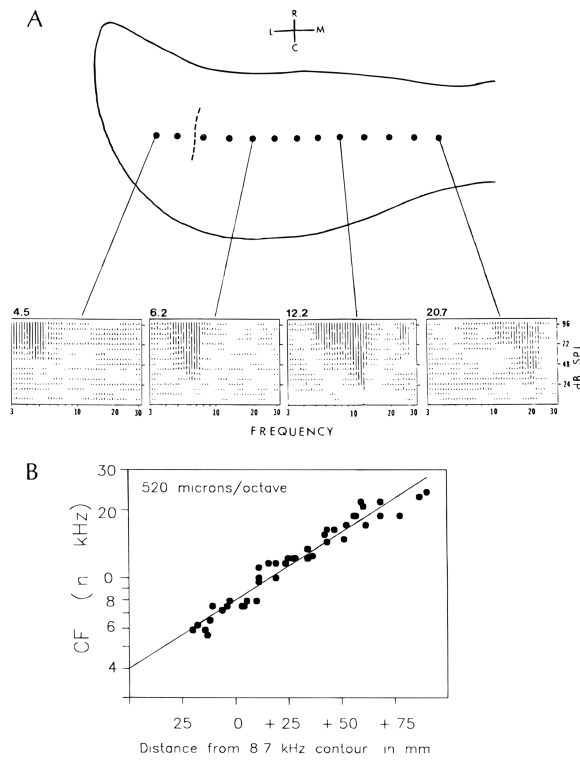 A
R
L M
C
4.5 6.2 12.2 20.7
96
72
48
24
dB SPL
3 10 20 30 3 10 20 30 3 10 20 30 3 10 20 30
FREQUENCY
B
520 microns/octave
30
20
0
8
6
4
CF (n kHz)
25 0 + 25 + 50 + 75
Distance from 8 7 kHz contour in mm